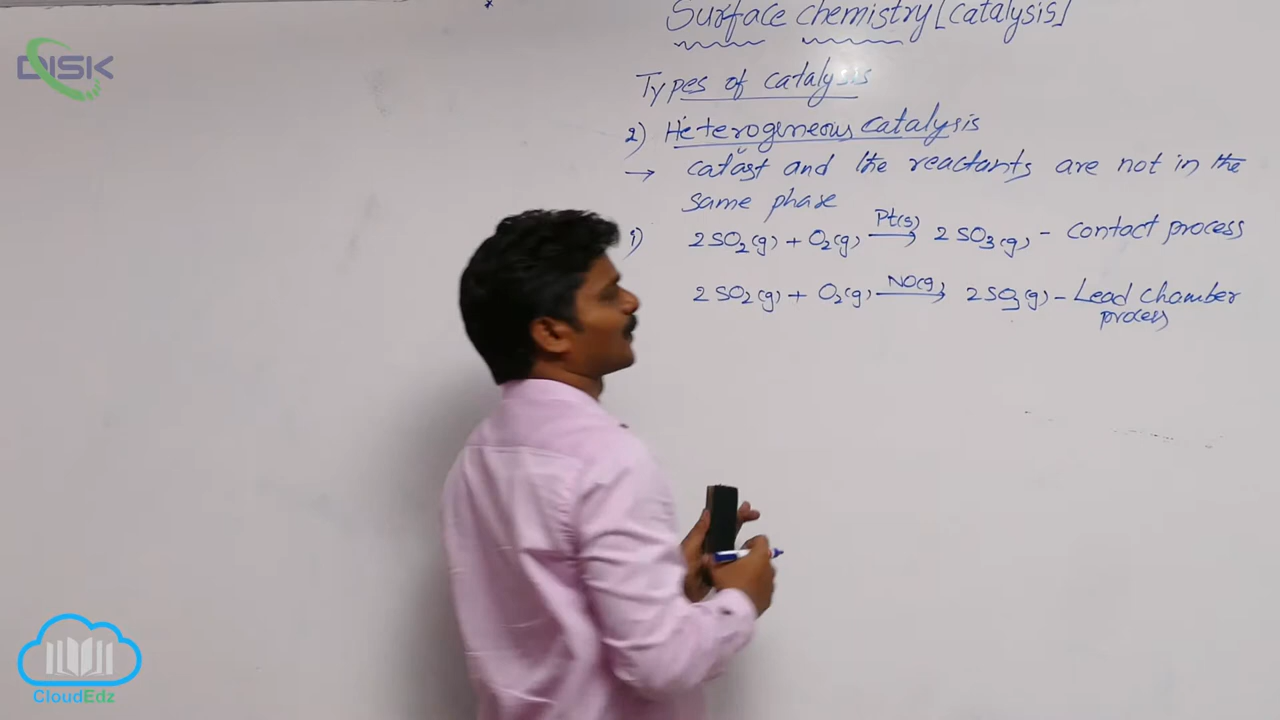 Surface chemistry [catalysis]
Types of catalysis
2) Heterogeneous catalysis
→ catast and the reactants are not in the
same phase
1) 2SO2(g) + O2(g) Pt(s) → 2SO3(g) - contact process
2SO2(g) + O2(g) NO(g) → 2SO3(g) - Lead chamber
process
DISK
CloudEdz